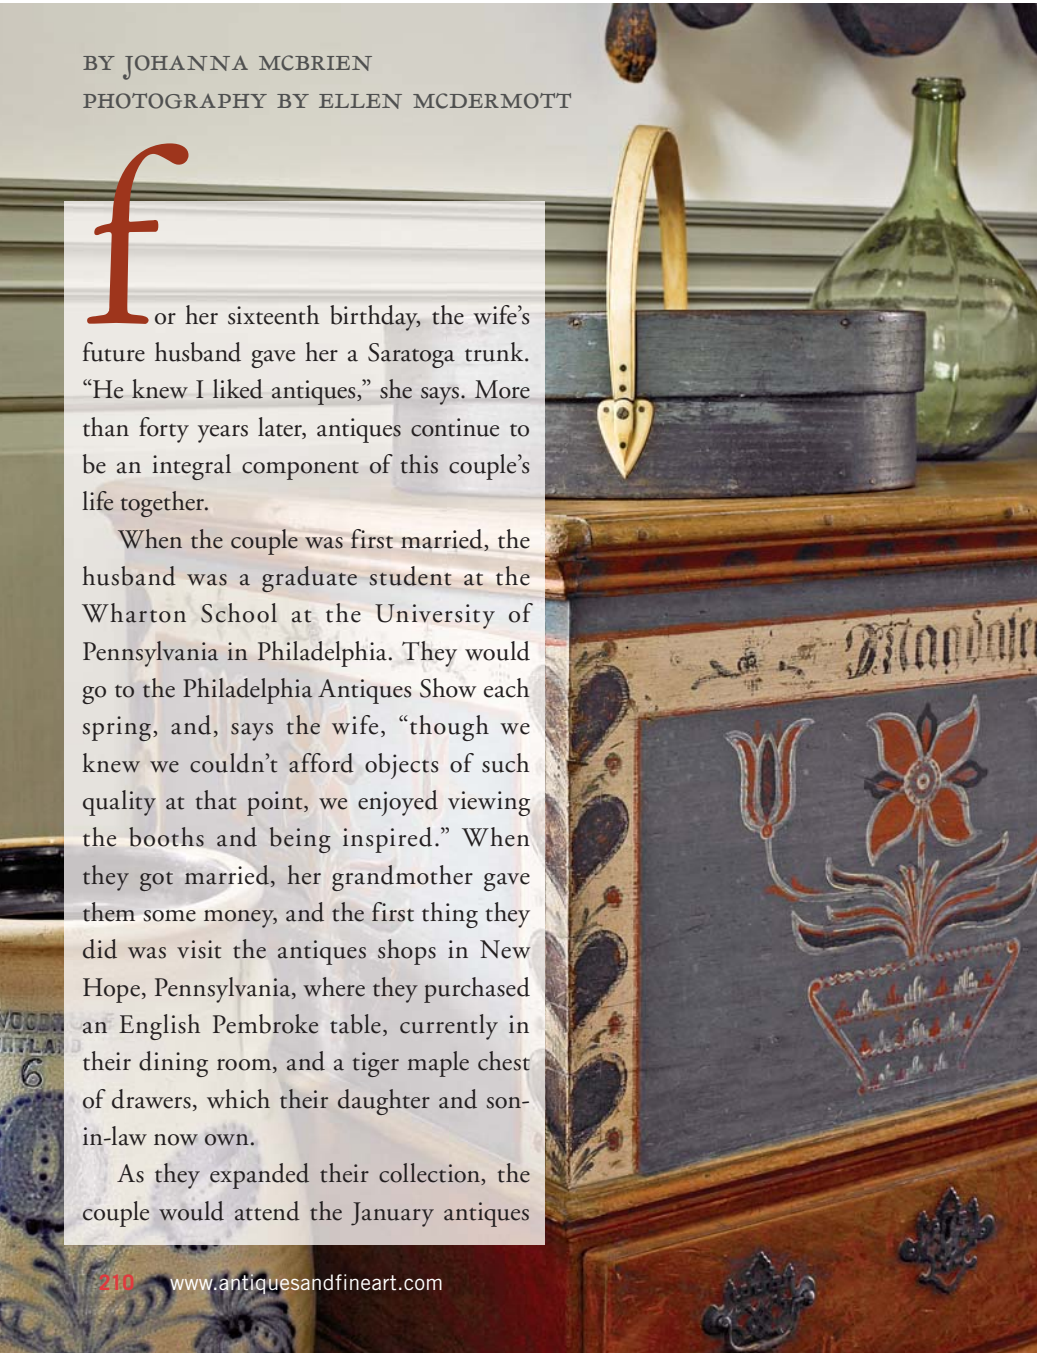 BY JOHANNA MCBRIEN
PHOTOGRAPHY BY ELLEN MCDERMOTT
for her sixteenth birthday, the wife's
future husband gave her a Saratoga trunk.
“He knew I liked antiques,” she says. More
than forty years later, antiques continue to
be an integral component of this couple's
life together.
When the couple was first married, the
husband was a graduate student at the
Wharton School at the University of
Pennsylvania in Philadelphia. They would
go to the Philadelphia Antiques Show each
spring, and, says the wife, “though we
knew we couldn't afford objects of such
quality at that point, we enjoyed viewing
the booths and being inspired.” When
they got married, her grandmother gave
them some money, and the first thing they
did was visit the antiques shops in New
Hope, Pennsylvania, where they purchased
an English Pembroke table, currently in
their dining room, and a tiger maple chest
of drawers, which their daughter and son-
in-law now own.
As they expanded their collection, the
couple would attend the January antiques
210 www.antiquesandfineart.com
Magdalen
6